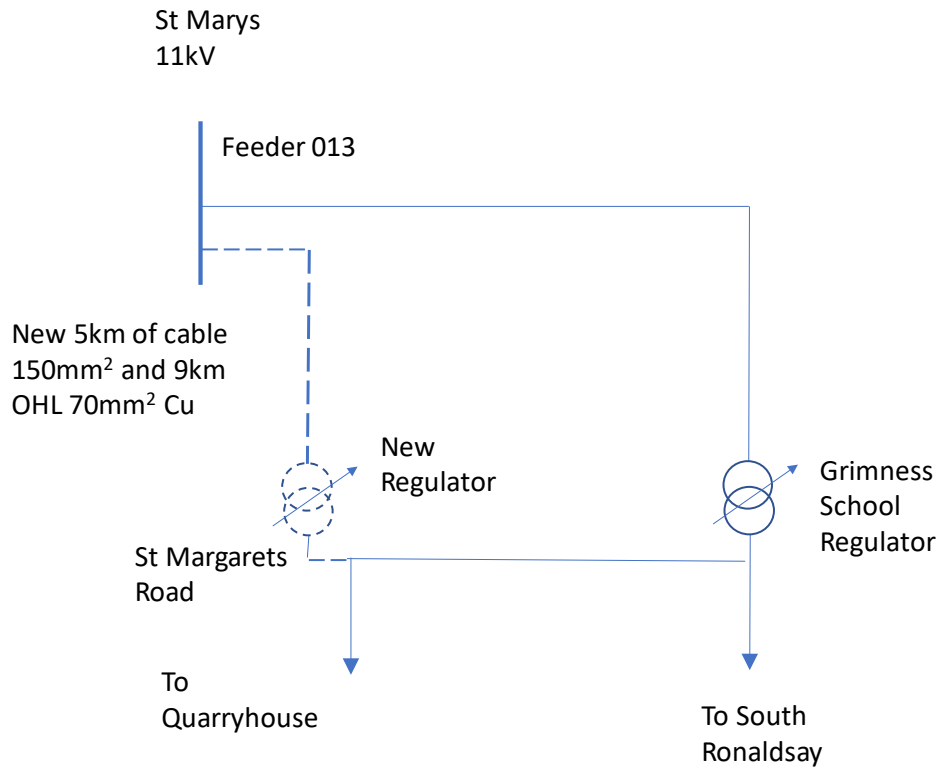 St Marys
11kV
Feeder 013
New 5km of cable
150mm² and 9km
OHL 70mm² Cu
New
Regulator
Grimness
School
Regulator
St Margarets
Road
To
Quarryhouse
To South
Ronaldsay